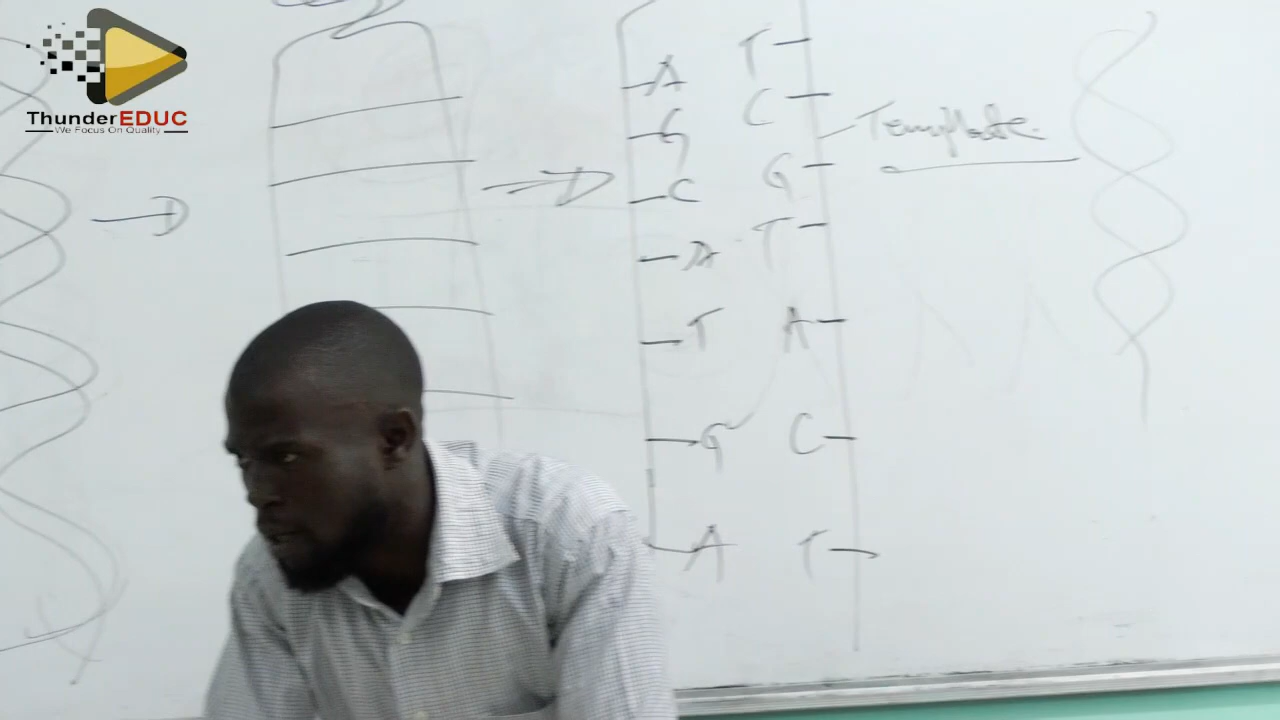 ThunderEDUC
We Focus On Quality
A T
G C
C G
A T
T A
G C
A T
Template